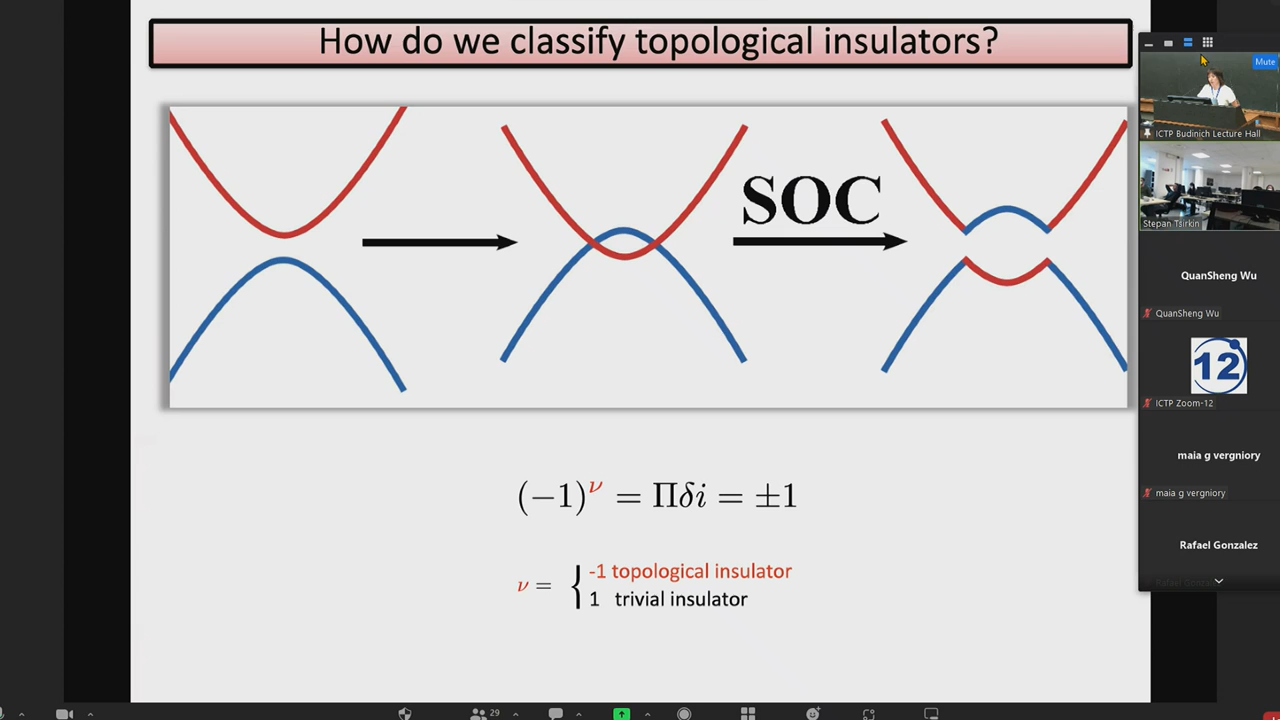 How do we classify topological insulators?
SOC
(−1)^ν = Πδi = ±1
ν = { -1 topological insulator
1 trivial insulator
Mute
ICTP Budinich Lecture Hall
Stepan Tsirkin
QuanSheng Wu
QuanSheng Wu
12
ICTP Zoom-12
maia g vergniory
maia g vergniory
Rafael Gonzalez
Rafael Gonzalez
29